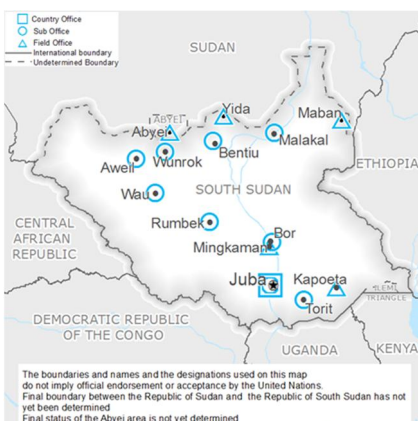 Country Office
Sub Office
Field Office
International boundary
Undetermined Boundary
SUDAN
Yida
Maban
ABYEI
Abyei
Malakal
Bentiu
Wunrok
Aweil
ETHIOPIA
SOUTH SUDAN
Wau
Rumbek
CENTRAL
AFRICAN
REPUBLIC
Bor
Mingkaman
Juba
Kapoeta
ILEMI
TRIANGLE
Torit
DEMOCRATIC REPUBLIC
OF THE CONGO
UGANDA
KENYA
The boundaries and names and the designations used on this map
do not imply official endorsement or acceptance by the United Nations.
Final boundary between the Republic of Sudan and the Republic of South Sudan has not
yet been determined
Final status of the Abyei area is not yet determined